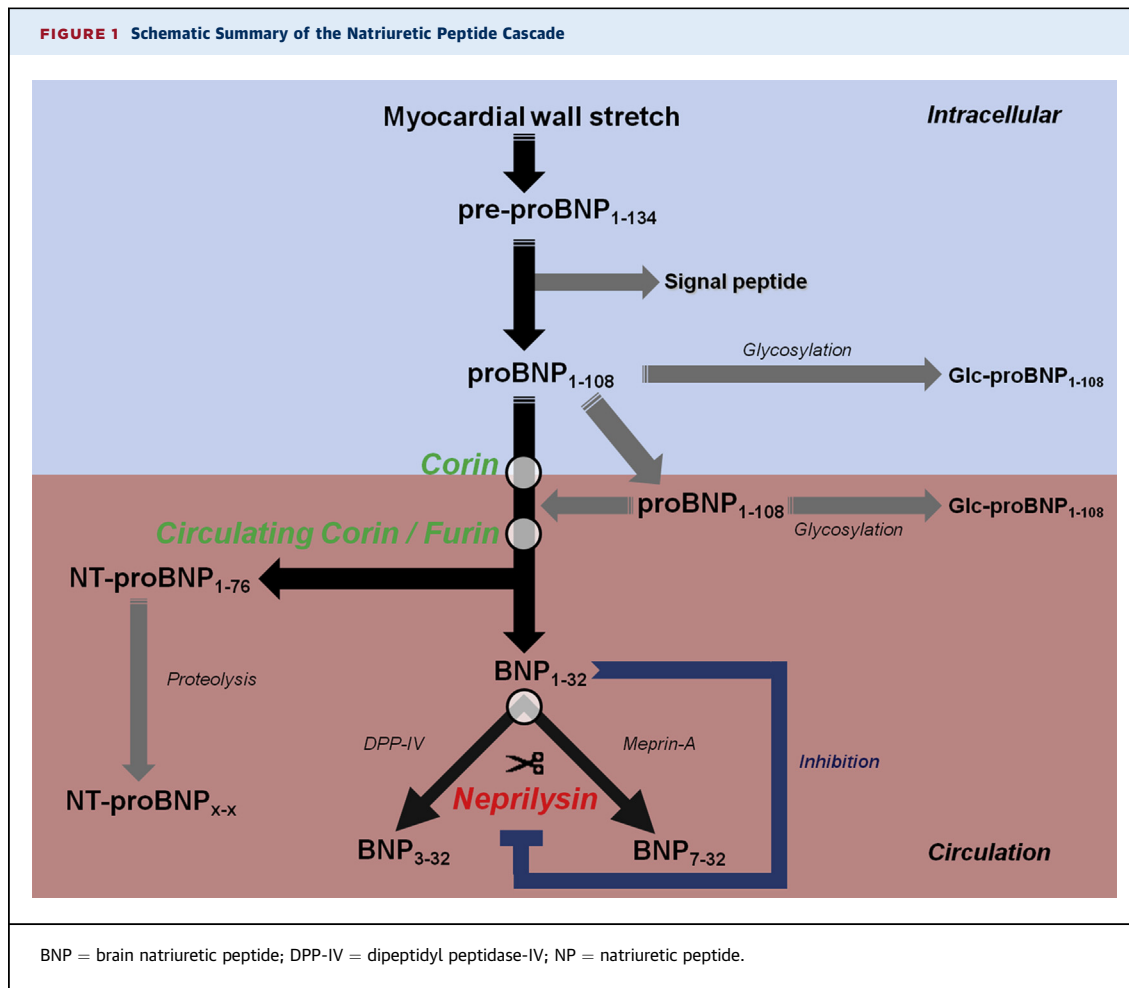 FIGURE 1 Schematic Summary of the Natriuretic Peptide Cascade
Myocardial wall stretch
Intracellular
pre-proBNP1-134
Signal peptide
Glycosylation
proBNP1-108
Glc-proBNP1-108
Corin
proBNP1-108
Glc-proBNP1-108
Glycosylation
Circulating Corin / Furin
NT-proBNP1-76
BNP1-32
Proteolysis
DPP-IV
Meprin-A
Inhibition
Neprilysin
NT-proBNPx-x
BNP3-32
BNP7-32
Circulation
BNP = brain natriuretic peptide; DPP-IV = dipeptidyl peptidase-IV; NP = natriuretic peptide.